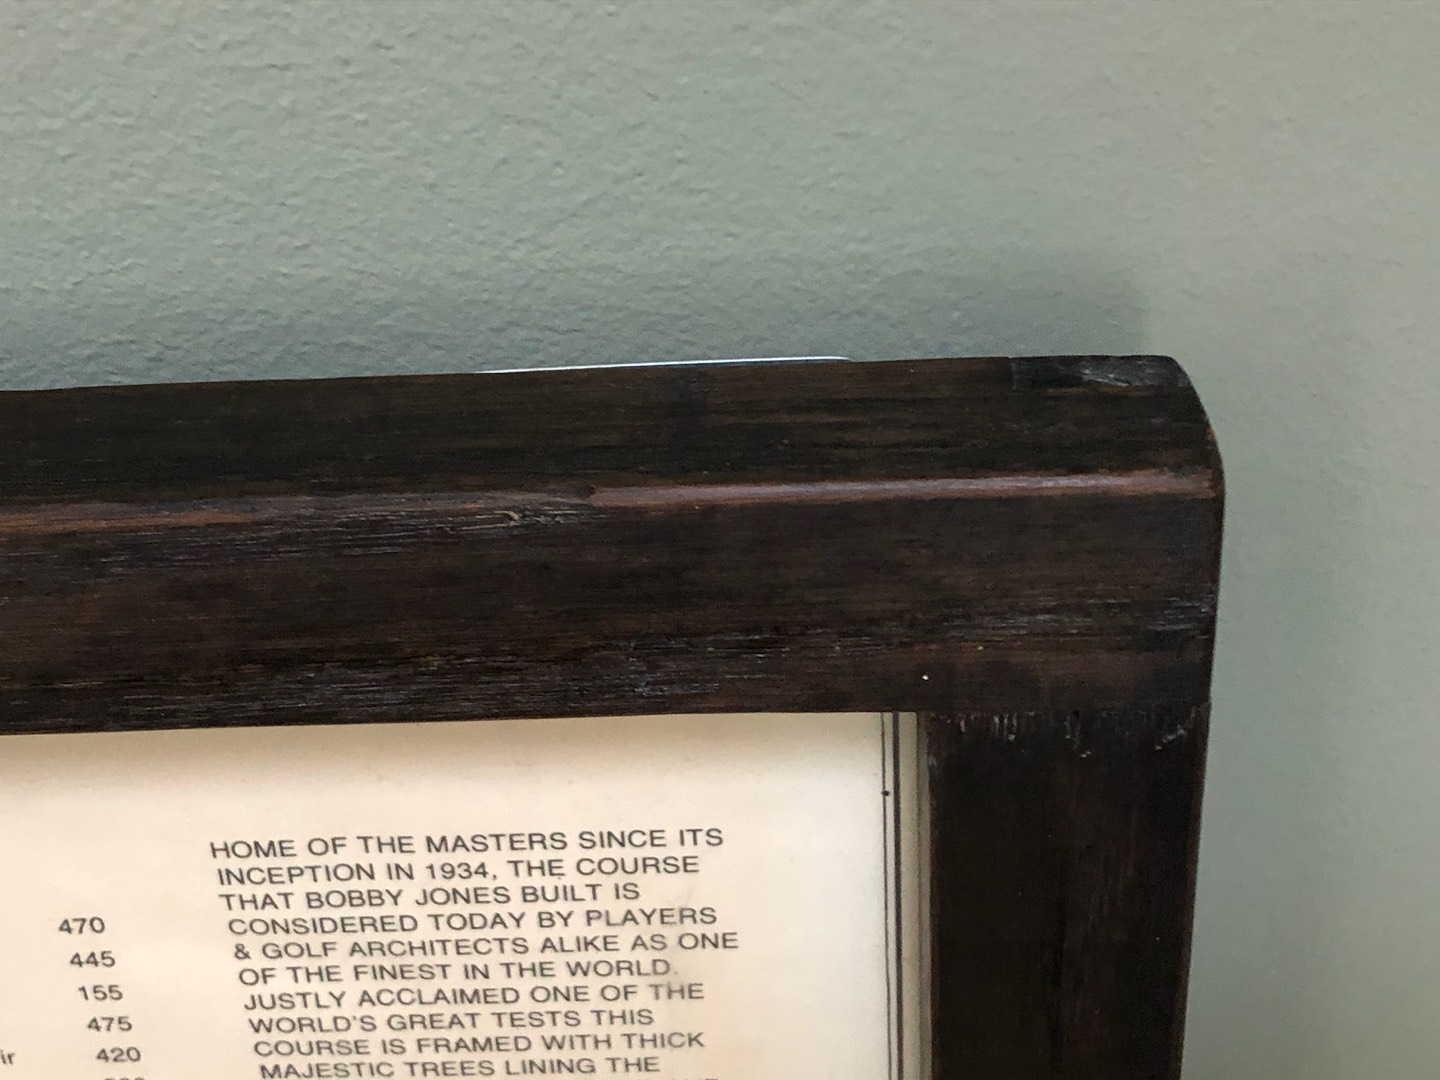 HOME OF THE MASTERS SINCE ITS
INCEPTION IN 1934, THE COURSE
THAT BOBBY JONES BUILT IS
CONSIDERED TODAY BY PLAYERS
& GOLF ARCHITECTS ALIKE AS ONE
OF THE FINEST IN THE WORLD.
JUSTLY ACCLAIMED ONE OF THE
WORLD'S GREAT TESTS THIS
COURSE IS FRAMED WITH THICK
MAJESTIC TREES LINING THE
470
445
155
475
ir 420